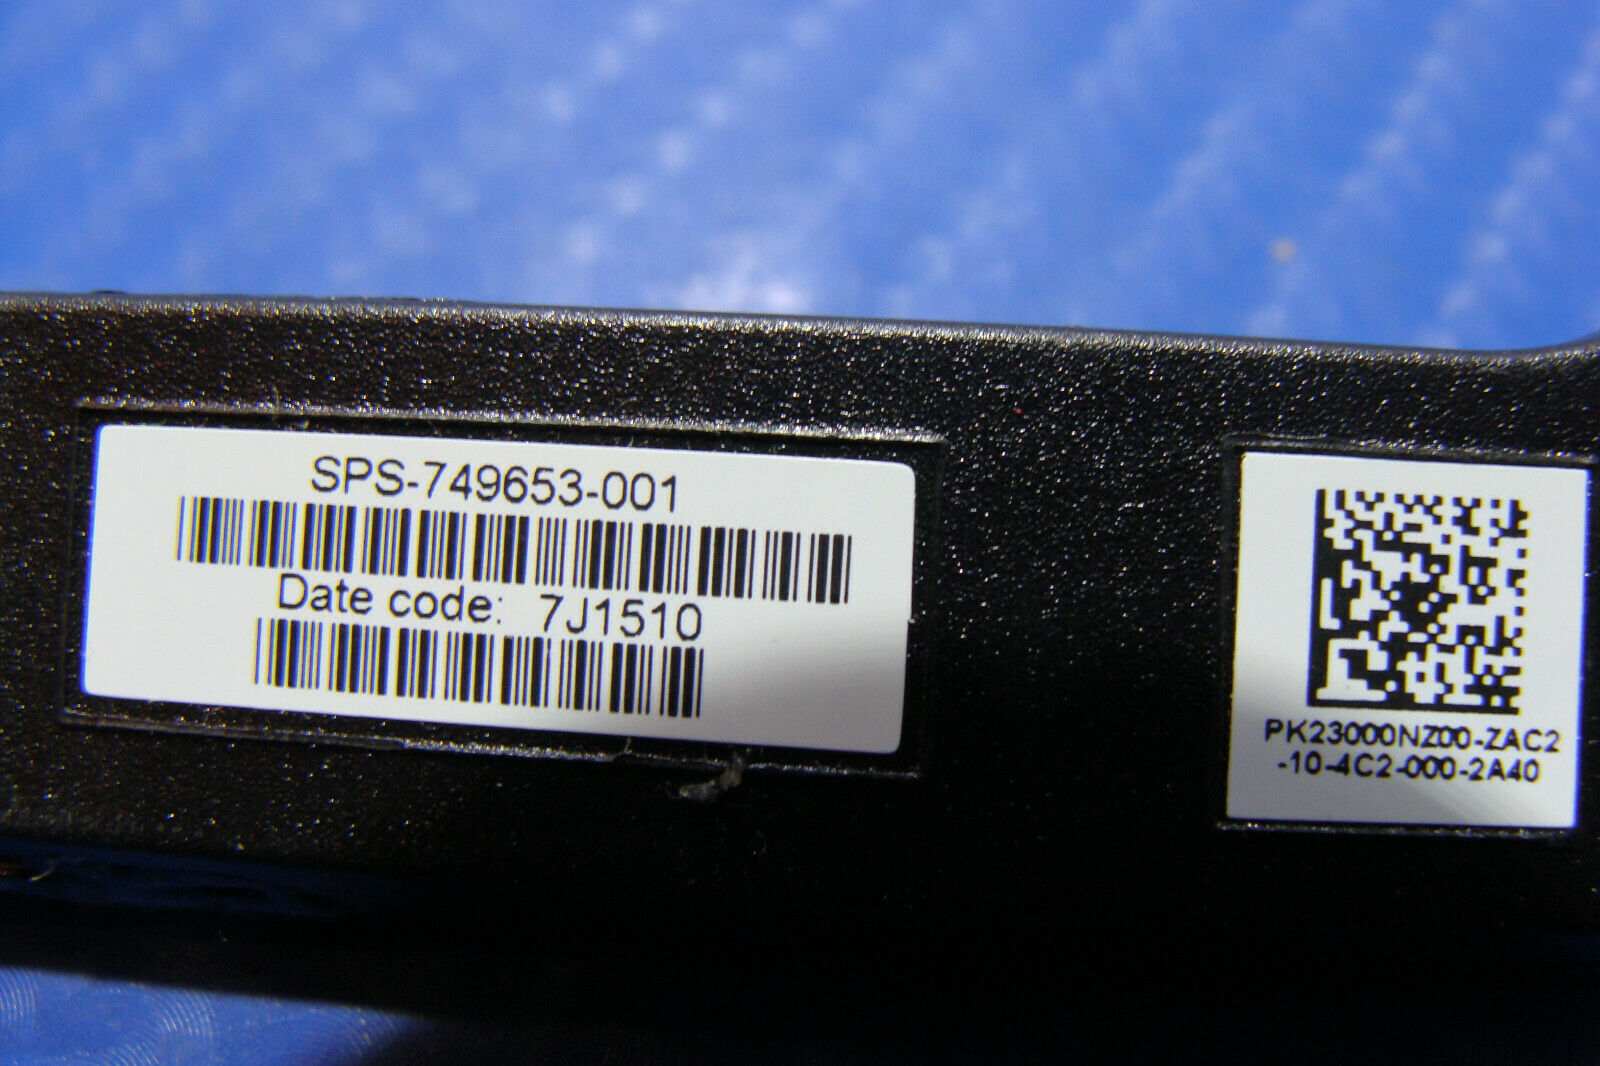 SPS-749653-001
Date code: 7J1510
PK23000NZ00-ZAC2
-10-4C2-000-2A40